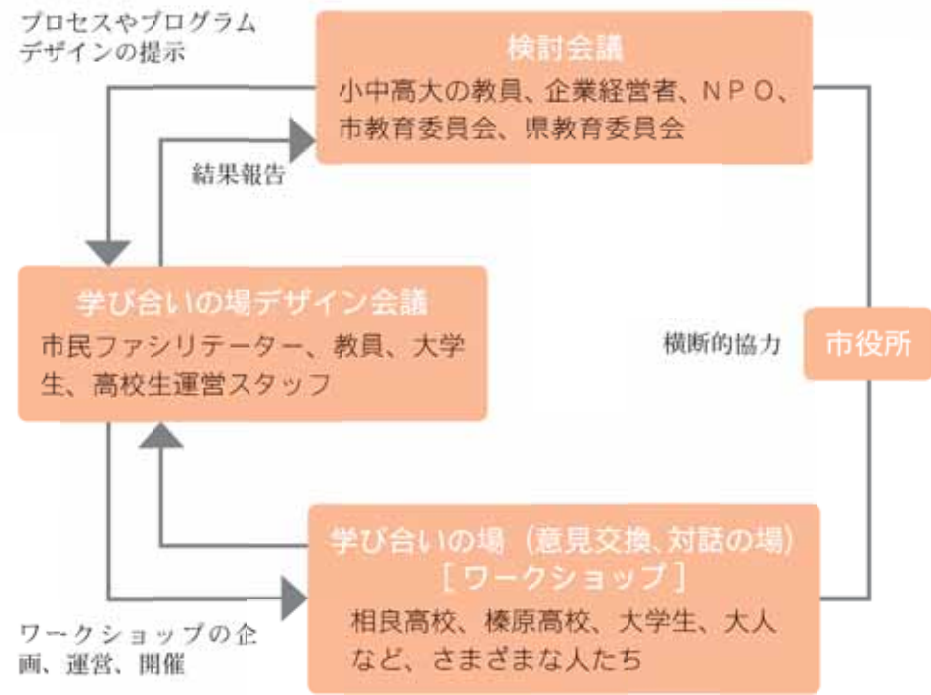 プロセスやプログラム
デザインの提示
検討会議
小中高大の教員、企業経営者、ＮＰＯ、
市教育委員会、県教育委員会
結果報告
学び合いの場デザイン会議
市民ファシリテーター、教員、大学
生、高校生運営スタッフ
横断的協力
市役所
学び合いの場（意見交換、対話の場）
［ワークショップ］
相良高校、榛原高校、大学生、大人
など、さまざまな人たち
ワークショップの企
画、運営、開催